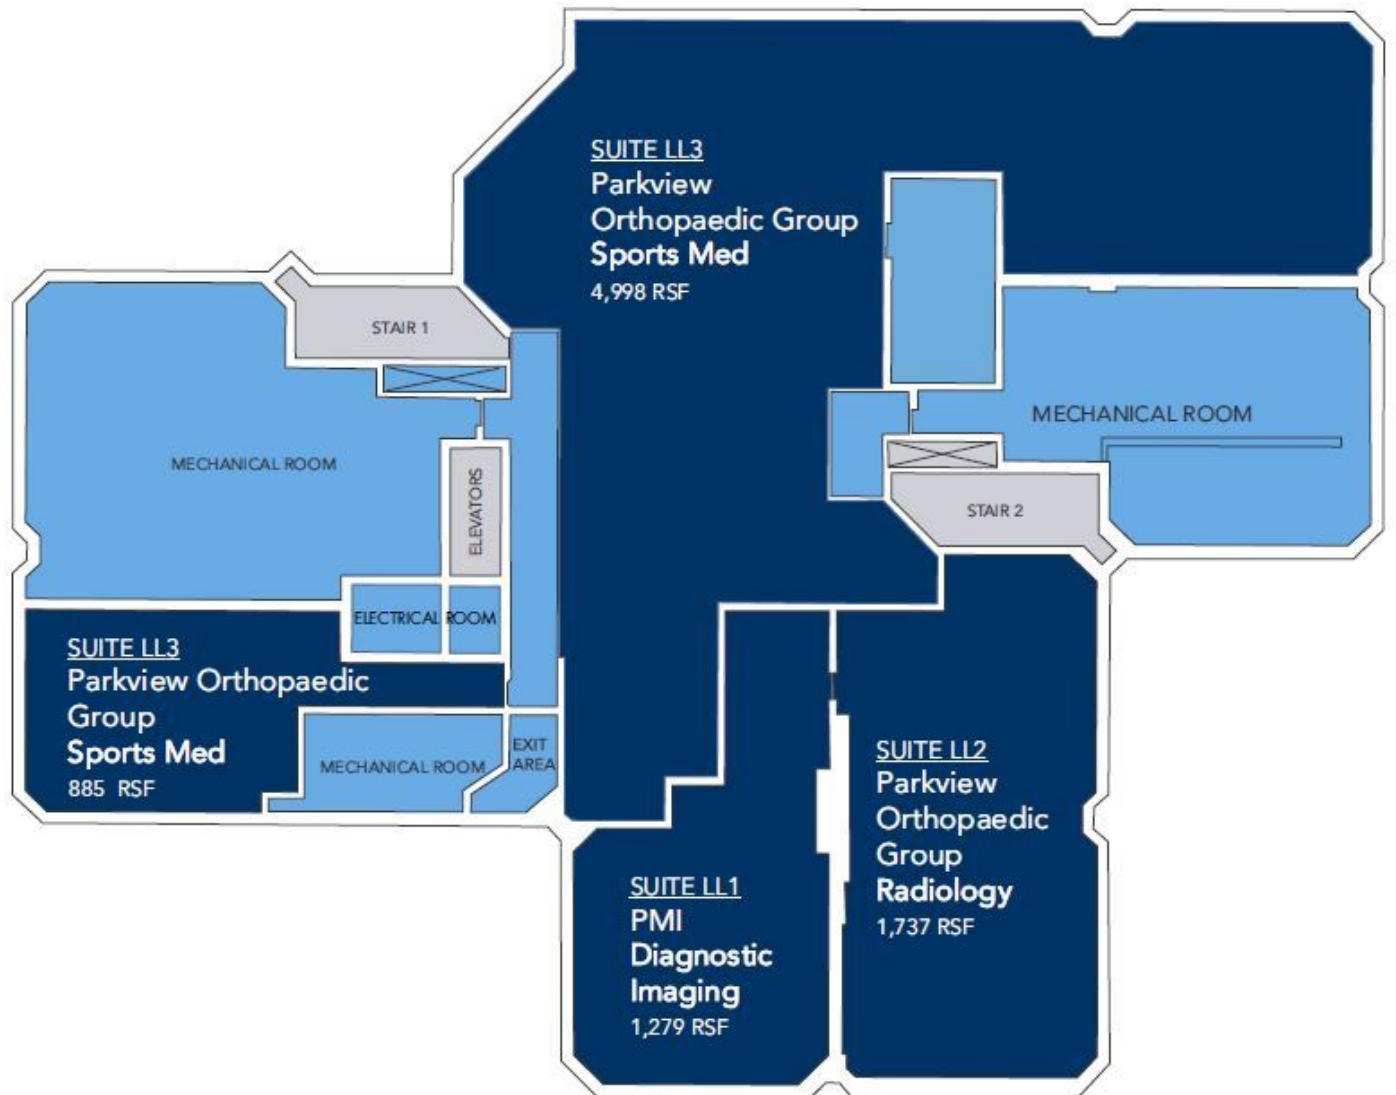 SUITE LL3
Parkview
Orthopaedic Group
Sports Med
4,998 RSF
STAIR 1
MECHANICAL ROOM
MECHANICAL ROOM
ELEVATORS
STAIR 2
ELECTRICAL ROOM
SUITE LL3
Parkview Orthopaedic
Group
Sports Med
885 RSF
MECHANICAL ROOM
EXIT
AREA
SUITE LL2
Parkview
Orthopaedic
Group
Radiology
1,737 RSF
SUITE LL1
PMI
Diagnostic
Imaging
1,279 RSF